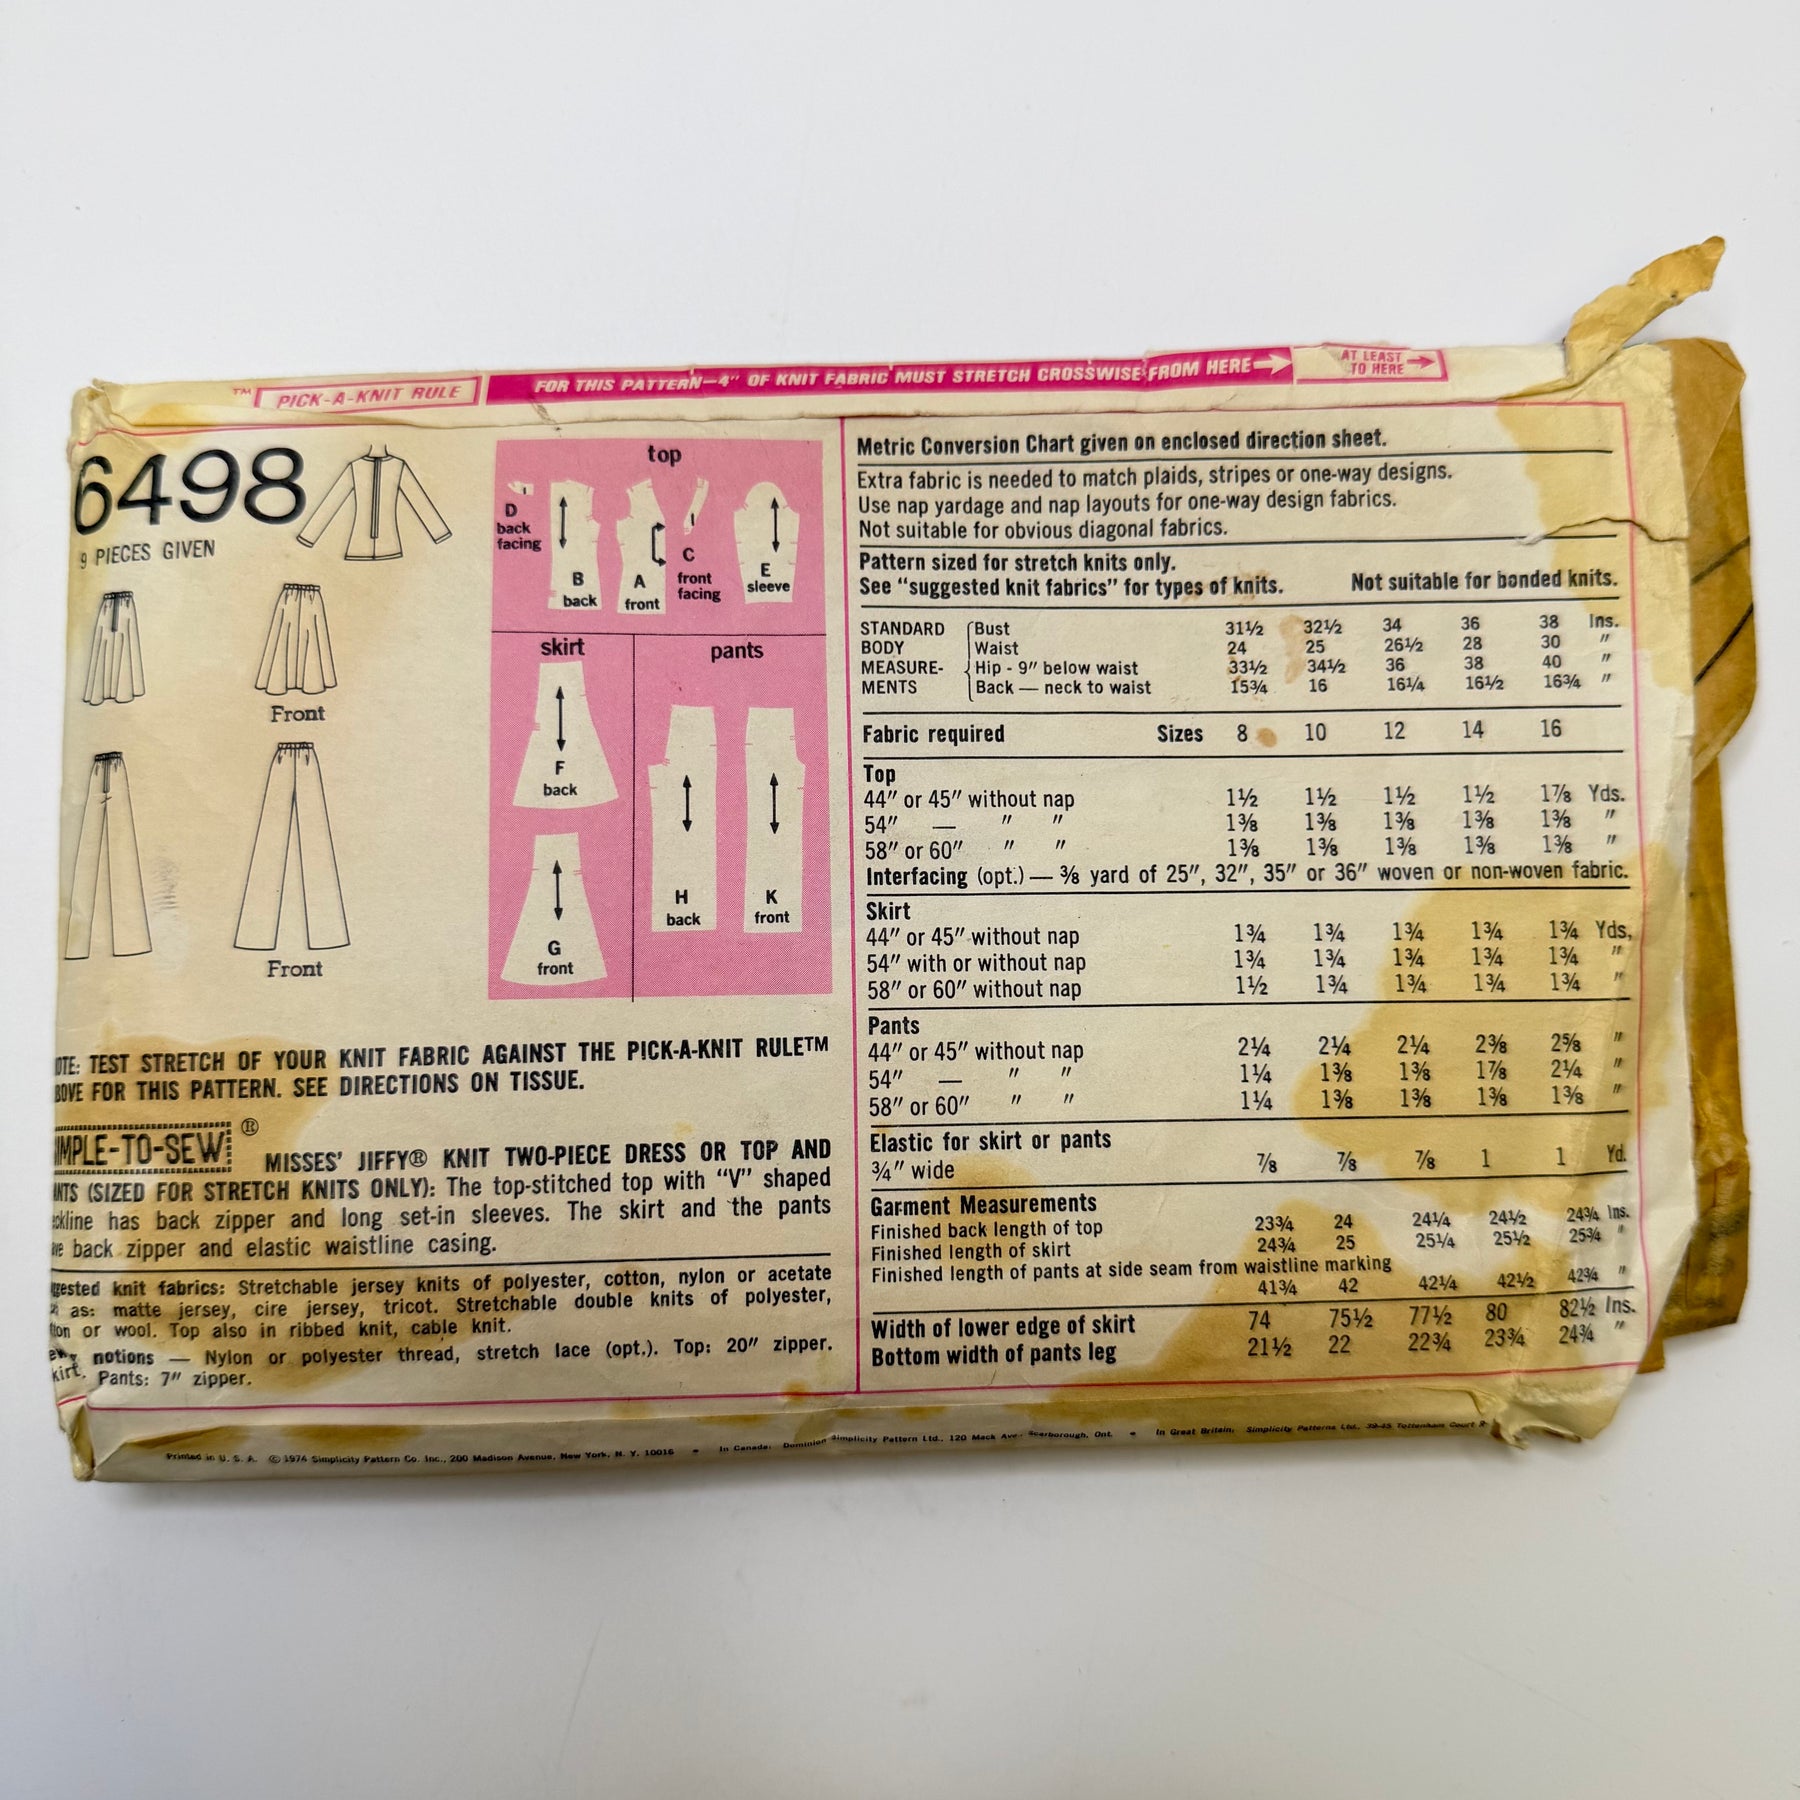 ™ PICK-A-KNIT RULE
FOR THIS PATTERN—4" OF KNIT FABRIC MUST STRETCH CROSSWISE FROM HERE
AT LEAST
TO HERE
6498
9 PIECES GIVEN
Front
Front
top
D
back
facing
B
back
A
front
C
front
facing
E
sleeve
skirt
F
back
G
front
pants
H
back
K
front
OTE: TEST STRETCH OF YOUR KNIT FABRIC AGAINST THE PICK-A-KNIT RULE™
BOVE FOR THIS PATTERN. SEE DIRECTIONS ON TISSUE.
IMPLE-TO-SEW ®
MISSES' JIFFY® KNIT TWO-PIECE DRESS OR TOP AND
NTS (SIZED FOR STRETCH KNITS ONLY): The top-stitched top with "V" shaped
ckline has back zipper and long set-in sleeves. The skirt and the pants
ve back zipper and elastic waistline casing.
gested knit fabrics: Stretchable jersey knits of polyester, cotton, nylon or acetate
as: matte jersey, cire jersey, tricot. Stretchable double knits of polyester,
ton or wool. Top also in ribbed knit, cable knit.
notions — Nylon or polyester thread, stretch lace (opt.). Top: 20" zipper.
kirt. Pants: 7" zipper.
Metric Conversion Chart given on enclosed direction sheet.
Extra fabric is needed to match plaids, stripes or one-way designs.
Use nap yardage and nap layouts for one-way design fabrics.
Not suitable for obvious diagonal fabrics.
Pattern sized for stretch knits only.
See "suggested knit fabrics" for types of knits. Not suitable for bonded knits.
STANDARD Bust 31½ 32½ 34 36 38 Ins.
BODY Waist 24 25 26½ 28 30 "
MEASURE- Hip - 9" below waist 33½ 34½ 36 38 40 "
MENTS Back — neck to waist 15¾ 16 16¼ 16½ 16¾ "
Fabric required Sizes 8 10 12 14 16
Top
44" or 45" without nap 1½ 1½ 1½ 1½ 1⅞ Yds.
54" — " " 1⅜ 1⅜ 1⅜ 1⅜ 1⅜ "
58" or 60" " " 1⅜ 1⅜ 1⅜ 1⅜ 1⅜ "
Interfacing (opt.) — ⅜ yard of 25", 32", 35" or 36" woven or non-woven fabric.
Skirt
44" or 45" without nap 1¾ 1¾ 1¾ 1¾ 1¾ Yds.
54" with or without nap 1¾ 1¾ 1¾ 1¾ 1¾ "
58" or 60" without nap 1½ 1¾ 1¾ 1¾ 1¾ "
Pants
44" or 45" without nap 2¼ 2¼ 2¼ 2⅜ 2⅝ "
54" — " " 1¼ 1⅜ 1⅜ 1⅞ 2¼ "
58" or 60" " " 1¼ 1⅜ 1⅜ 1⅜ 1⅜ "
Elastic for skirt or pants
¾" wide ⅞ ⅞ ⅞ 1 1 Yd.
Garment Measurements
Finished back length of top 23¾ 24 24¼ 24½ 24¾ Ins.
Finished length of skirt 24¾ 25 25¼ 25½ 25¾ "
Finished length of pants at side seam from waistline marking
41¾ 42 42¼ 42½ 42¾ "
Width of lower edge of skirt 74 75½ 77½ 80 82½ Ins.
Bottom width of pants leg 21½ 22 22¾ 23¾ 24¾ "
Printed in U. S. A. © 1974 Simplicity Pattern Co. Inc., 200 Madison Avenue, New York, N. Y. 10016 • In Canada: Dominion Simplicity Pattern Ltd., 120 Mack Ave. Scarborough, Ont. • In Great Britain: Simplicity Patterns Ltd. 39-45 Tottenham Court R